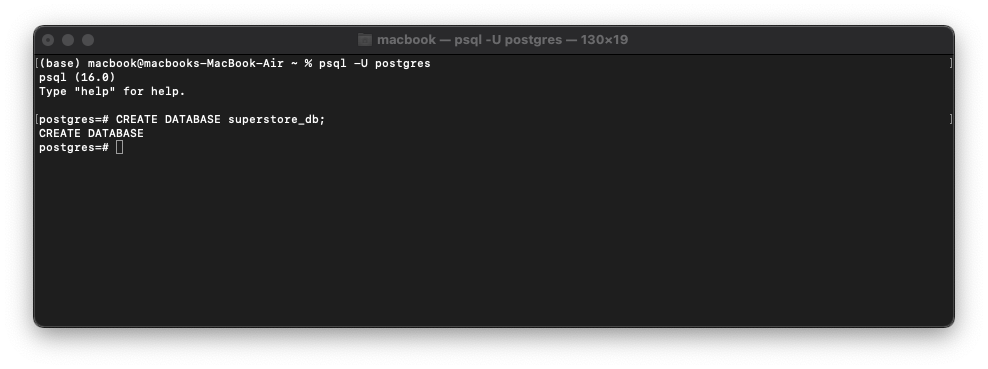 macbook — psql -U postgres — 130×19
[(base) macbook@macbooks-MacBook-Air ~ % psql -U postgres ]
psql (16.0)
Type "help" for help.
[postgres=# CREATE DATABASE superstore_db; ]
CREATE DATABASE
postgres=#